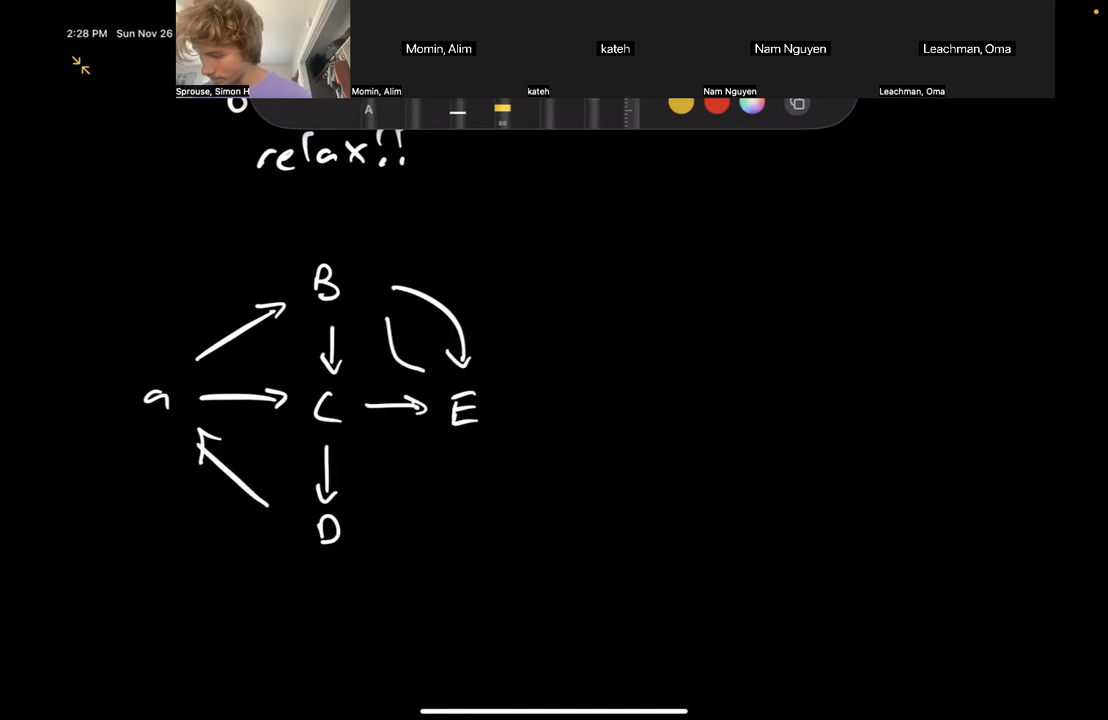 2:28 PM Sun Nov 26
Momin, Alim
kateh
Nam Nguyen
Leachman, Oma
Sprouse, Simon H
Momin, Alim
kateh
Nam Nguyen
Leachman, Oma
A
80
relax!!
B
a
C
E
D